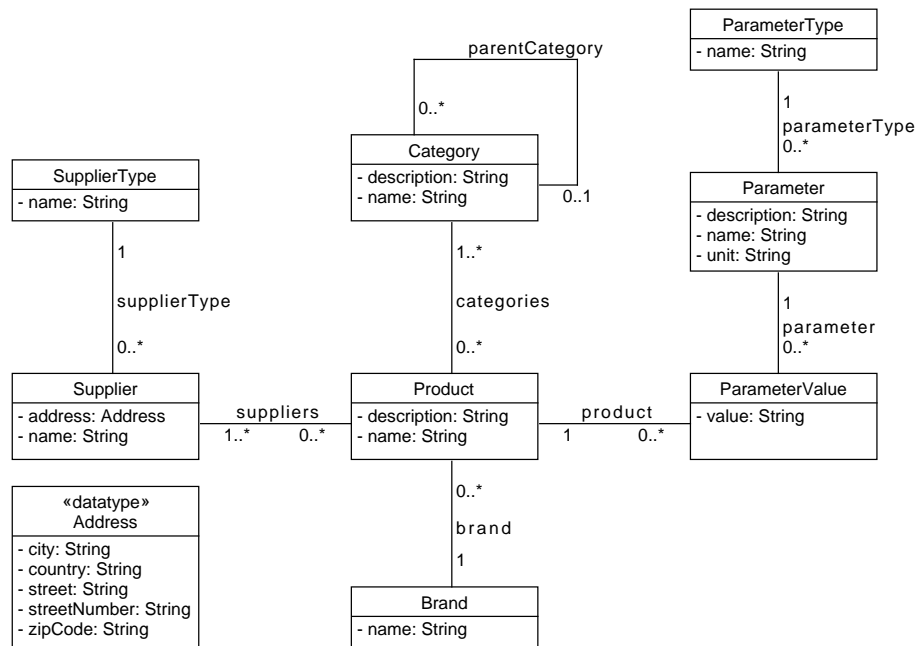 ParameterType
- name: String
parentCategory
0..*
1
parameterType
0..*
Category
- description: String
- name: String
0..1
SupplierType
- name: String
Parameter
- description: String
- name: String
- unit: String
1
supplierType
0..*
1..*
categories
0..*
1
parameter
0..*
Supplier
- address: Address
- name: String
suppliers
1..*
0..*
Product
- description: String
- name: String
product
1
0..*
ParameterValue
- value: String
«datatype»
Address
- city: String
- country: String
- street: String
- streetNumber: String
- zipCode: String
0..*
brand
1
Brand
- name: String